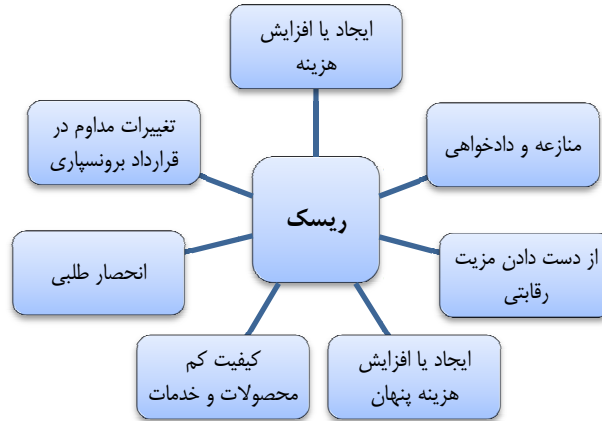 ایجاد یا افزایش
هزینه
منازعه و دادخواهی
از دست دادن مزیت
رقابتی
ایجاد یا افزایش
هزینه پنهان
کیفیت کم
محصولات و خدمات
انحصار طلبی
تغییرات مداوم در
قرارداد برونسپاری
ریسک